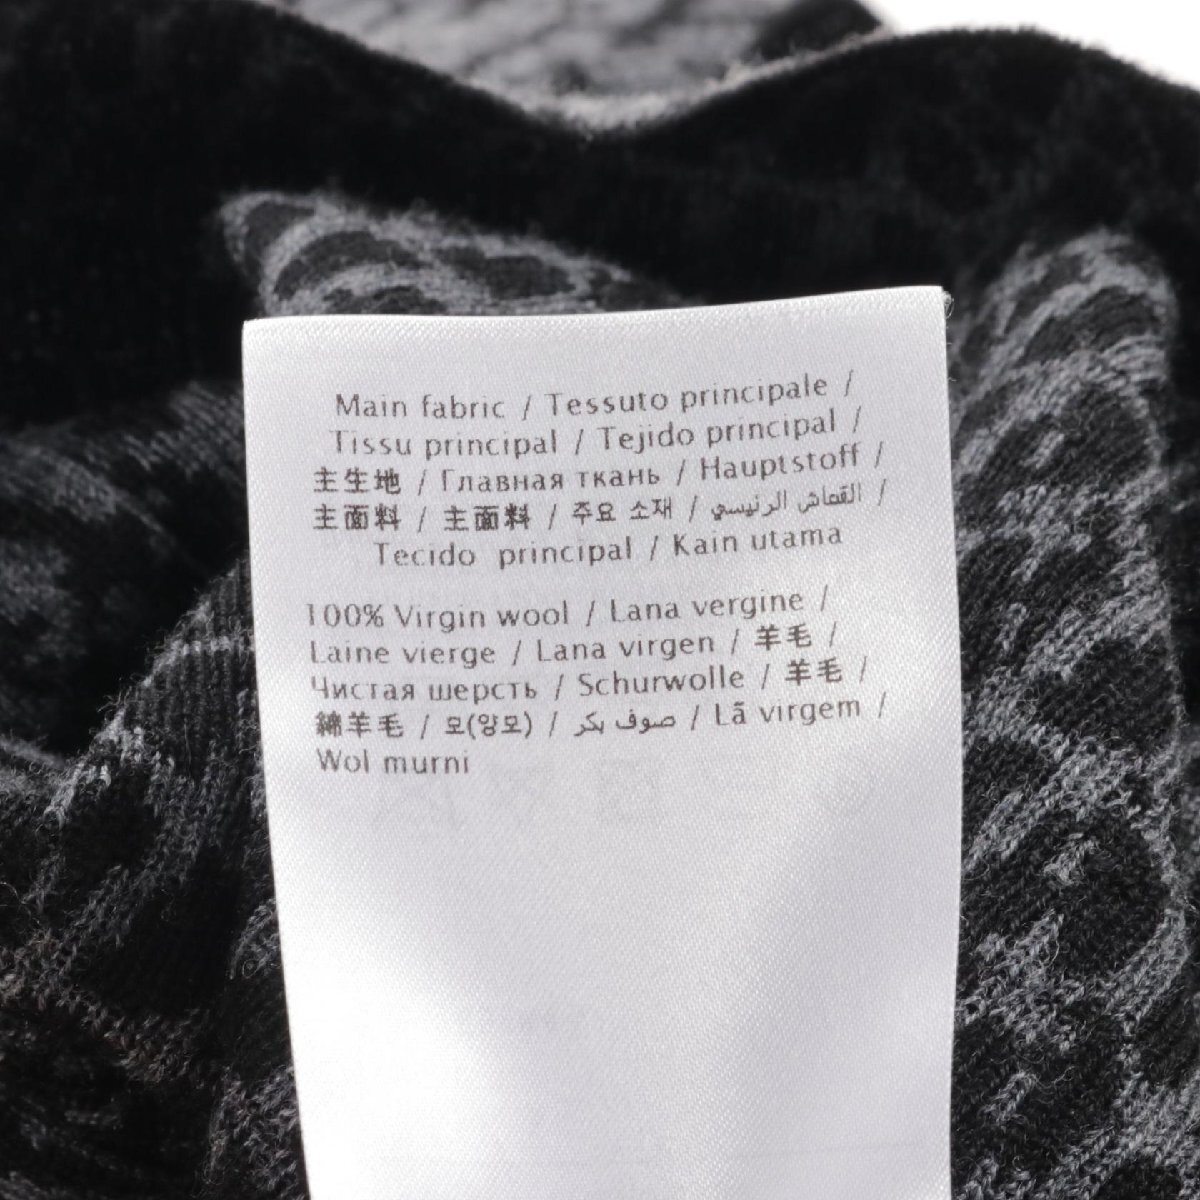 Main fabric / Tessuto principale /
Tissu principal / Tejido principal /
主生地 / Главная ткань / Hauptstoff /
主面料 / 主面料 / 주요 소재 / القماش الرئيسي /
Tecido principal / Kain utama
100% Virgin wool / Lana vergine /
Laine vierge / Lana virgen / 羊毛 /
Чистая шерсть / Schurwolle / 羊毛 /
綿羊毛 / 모(양모) / صوف بكر / Lã virgem /
Wol murni